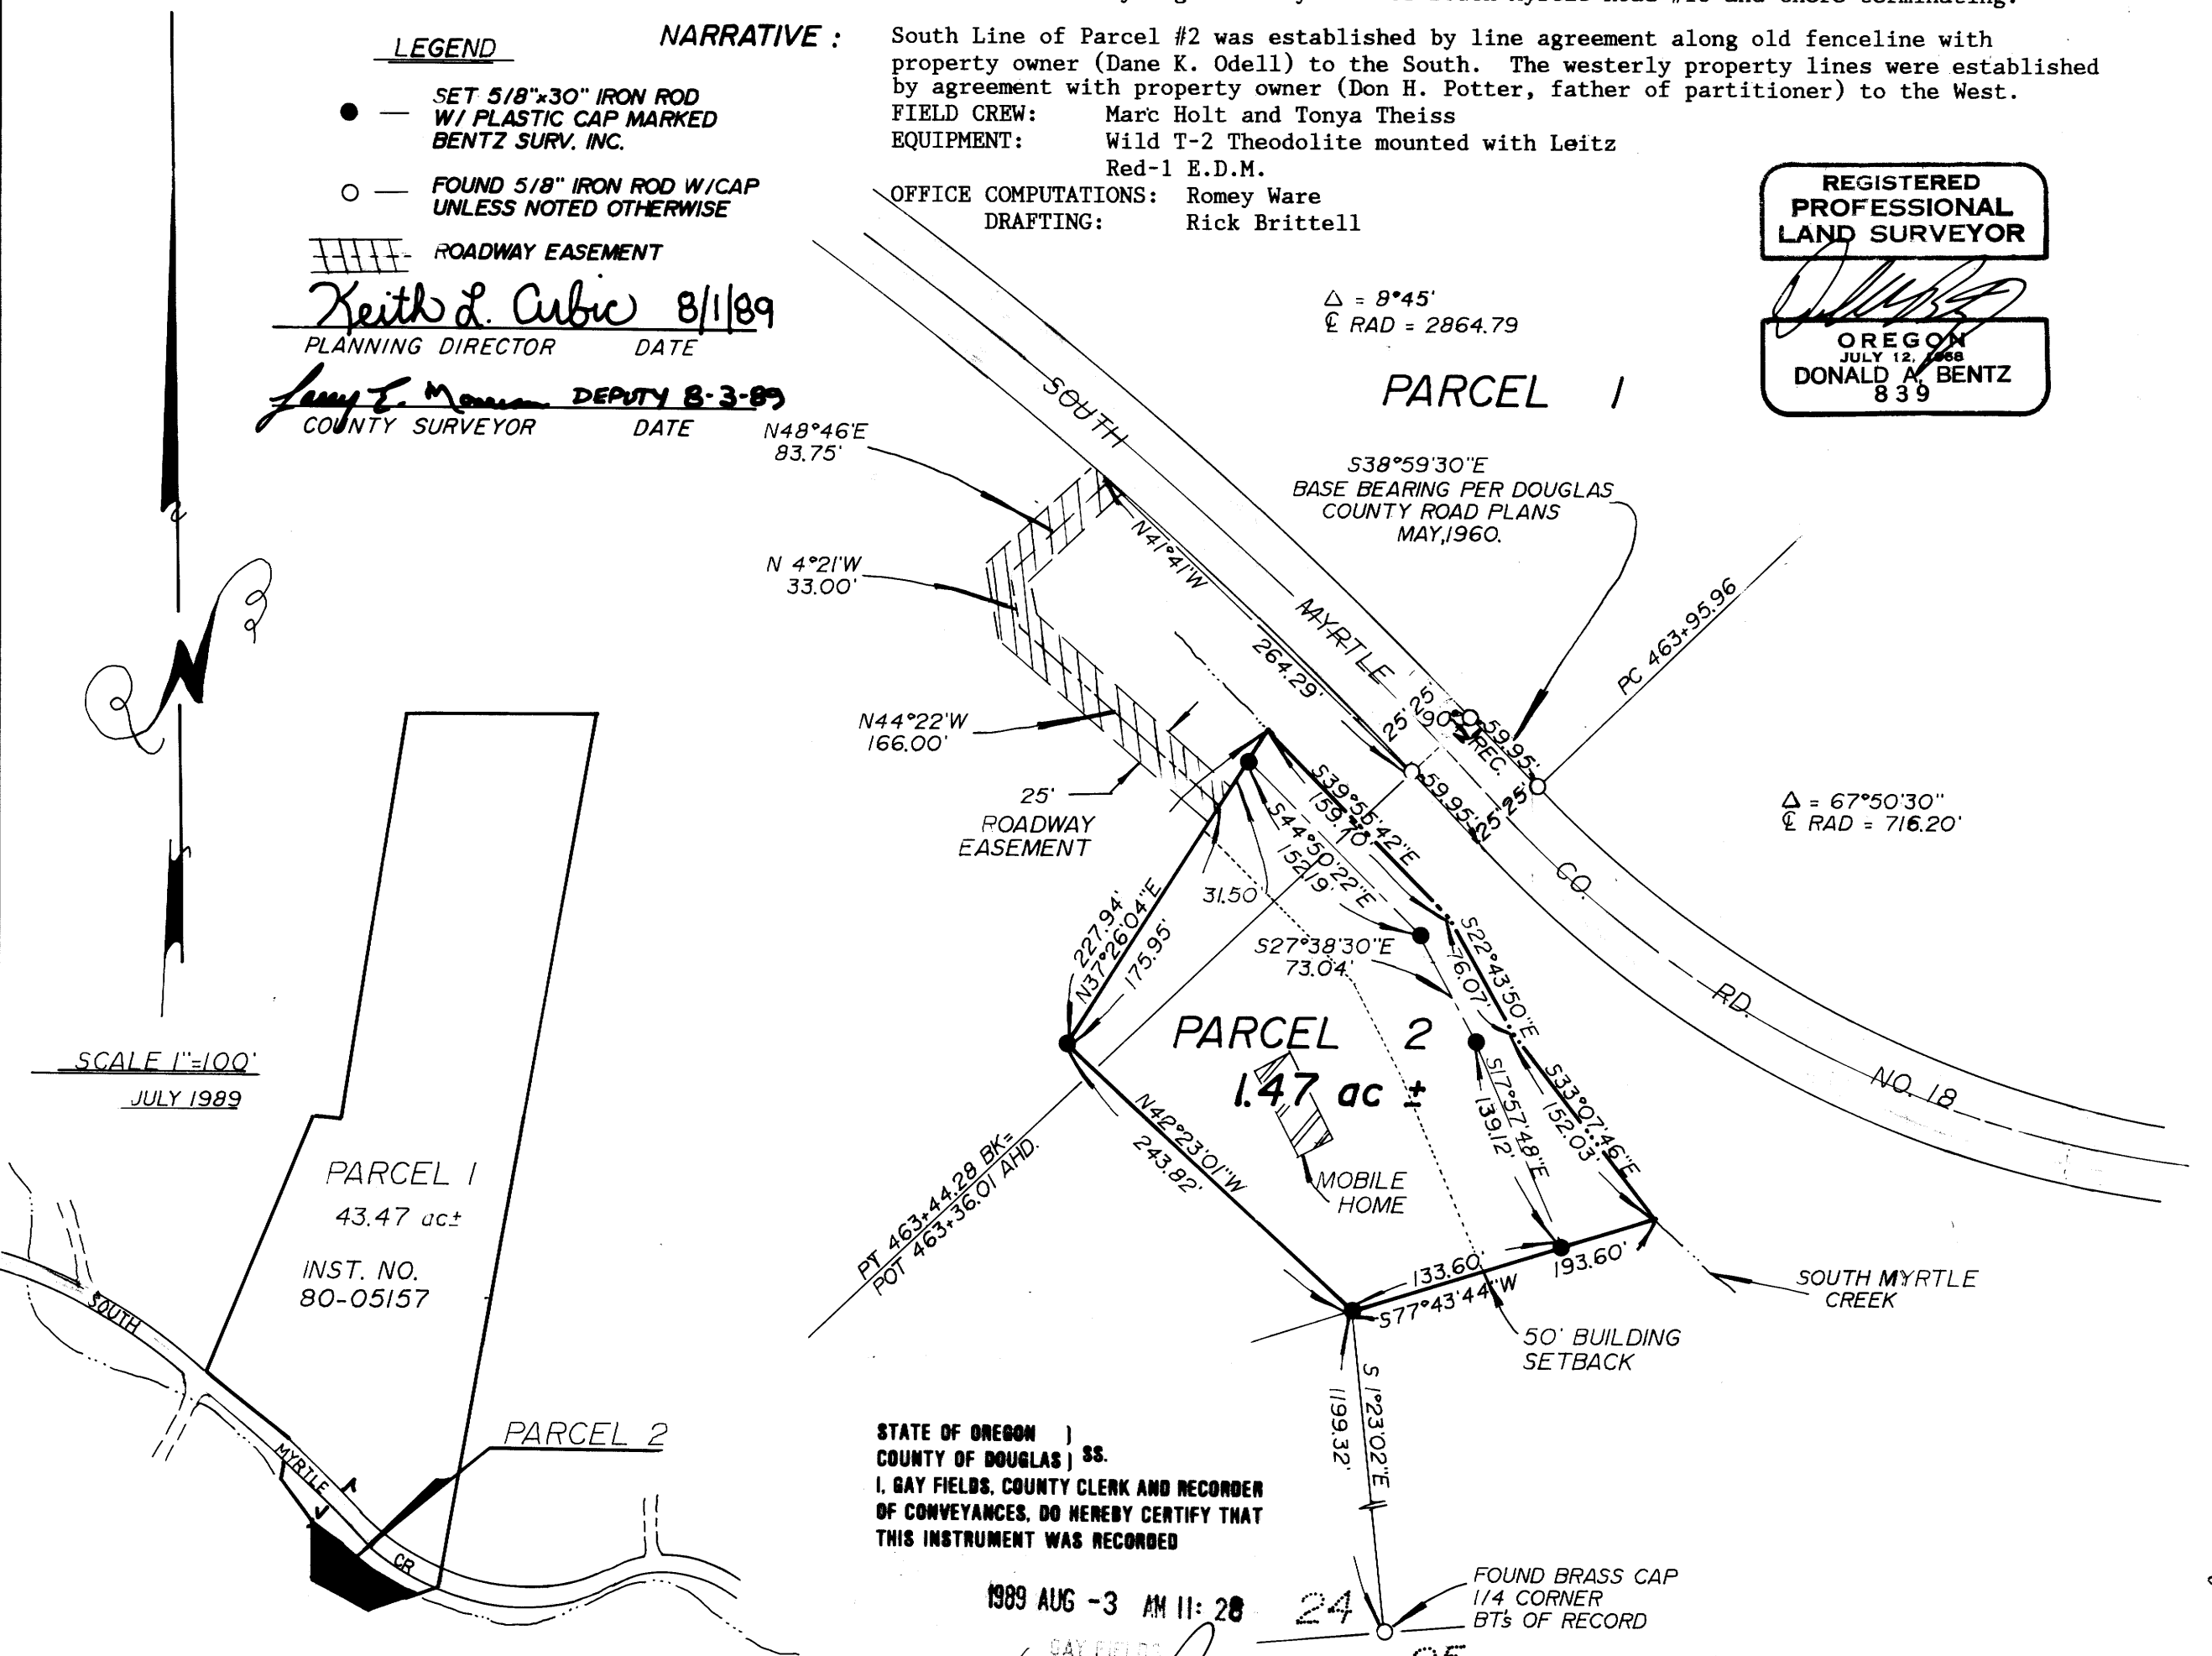 LEGEND
SET 5/8"x30" IRON ROD
W/ PLASTIC CAP MARKED
BENTZ SURV. INC.
FOUND 5/8" IRON ROD W/CAP
UNLESS NOTED OTHERWISE
ROADWAY EASEMENT
Keith L. Cubic 8/1/89
PLANNING DIRECTOR DATE
DEPUTY 8-3-89
COUNTY SURVEYOR DATE
NARRATIVE :
South Line of Parcel #2 was established by line agreement along old fenceline with
property owner (Dane K. Odell) to the South. The westerly property lines were established
by agreement with property owner (Don H. Potter, father of partitioner) to the West.
FIELD CREW: Marc Holt and Tonya Theiss
EQUIPMENT: Wild T-2 Theodolite mounted with Leitz
Red-1 E.D.M.
OFFICE COMPUTATIONS: Romey Ware
DRAFTING: Rick Brittell
REGISTERED
PROFESSIONAL
LAND SURVEYOR
OREGON
JULY 12, 1968
DONALD A. BENTZ
839
Δ = 8°45'
℄ RAD = 2864.79
PARCEL 1
S38°59'30"E
BASE BEARING PER DOUGLAS
COUNTY ROAD PLANS
MAY,1960.
N48°46'E
83.75'
N 4°21'W
33.00'
N44°22'W
166.00'
25'
ROADWAY
EASEMENT
SOUTH
MYRTLE
CO.
RD.
NO. 18
N41°41'W
264.29'
PC 463+95.96
25'
25'
90°
REC.
59.95'
59.95'
25'
25'
Δ = 67°50'30"
℄ RAD = 716.20'
S39°55'42"E
159.70'
S44°50'22"E
152.19'
31.50'
227.94'
N37°26'04"E
175.95'
S27°38'30"E
73.04'
S22°43'50"E
76.07'
PARCEL 2
1.47 ac ±
S17°57'48"E
139.12'
S33°07'46"E
152.03'
N42°23'01"W
243.82'
MOBILE
HOME
PT 463+44.28 BK=
POT 463+36.01 AHD.
133.60'
193.60'
S77°43'44"W
SOUTH MYRTLE
CREEK
50' BUILDING
SETBACK
S 1°23'02"E
1199.32'
FOUND BRASS CAP
1/4 CORNER
BT's OF RECORD
24
SCALE 1"=100'
JULY 1989
PARCEL 1
43.47 ac±
INST. NO.
80-05157
SOUTH
MYRTLE
CR
PARCEL 2
STATE OF OREGON )
COUNTY OF DOUGLAS ) SS.
I, GAY FIELDS, COUNTY CLERK AND RECORDER
OF CONVEYANCES, DO HEREBY CERTIFY THAT
THIS INSTRUMENT WAS RECORDED
1989 AUG -3 AM 11: 28
GAY FIELDS